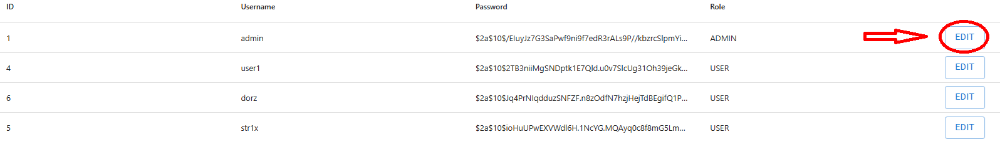 ID Username Password Role
1 admin $2a$10$/EIuyJz7G3SaPwf9ni9f7edR3rALs9P//kbzrcSlpmYi... ADMIN EDIT
4 user1 $2a$10$2TB3niiMgSNDptk1E7Qld.u0v7SlcUg31Oh39jeGk... USER EDIT
6 dorz $2a$10$Jq4PrNIqdduzSNFZF.n8zOdfN7hzjHejTdBEgifQ1P... USER EDIT
5 str1x $2a$10$ioHuUPwEXVWdl6H.1NcYG.MQAyq0c8f8mG5Lm... USER EDIT